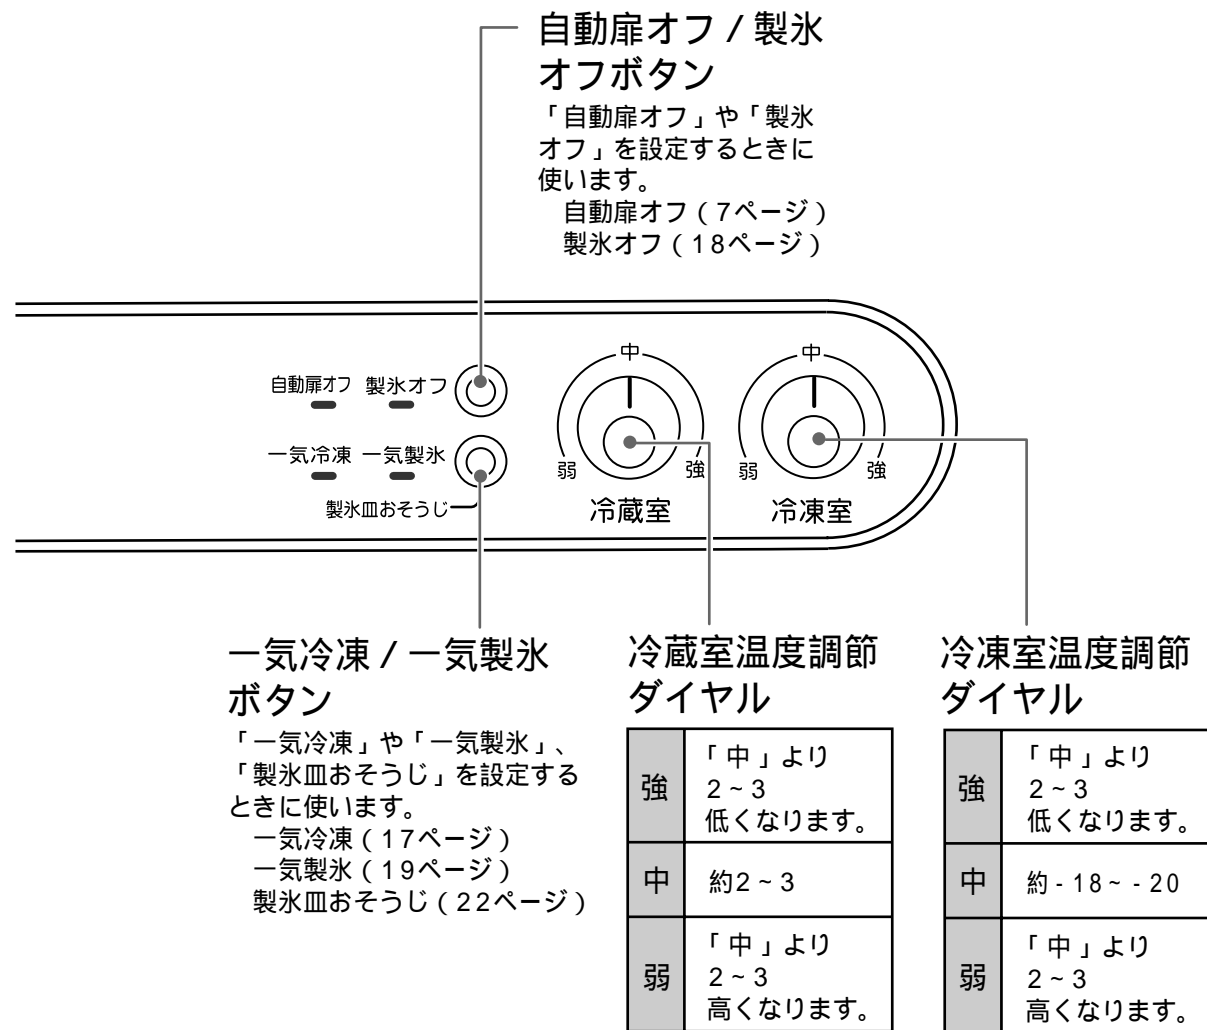 自動扉オフ / 製氷
オフボタン
「自動扉オフ」や「製氷
オフ」を設定するときに
使います。
自動扉オフ ( 7ページ )
製氷オフ ( 18ページ )
自動扉オフ 製氷オフ
一気冷凍 一気製氷
製氷皿おそうじ
中
弱
強
冷蔵室
中
弱
強
冷凍室
一気冷凍 / 一気製氷
ボタン
「一気冷凍」や「一気製氷」、
「製氷皿おそうじ」を設定する
ときに使います。
一気冷凍 ( 17ページ )
一気製氷 ( 19ページ )
製氷皿おそうじ ( 22ページ )
冷蔵室温度調節
ダイヤル
強
「中」より
2 ~ 3
低くなります。
中
約2 ~ 3
弱
「中」より
2 ~ 3
高くなります。
冷凍室温度調節
ダイヤル
強
「中」より
2 ~ 3
低くなります。
中
約 - 18 ~ - 20
弱
「中」より
2 ~ 3
高くなります。